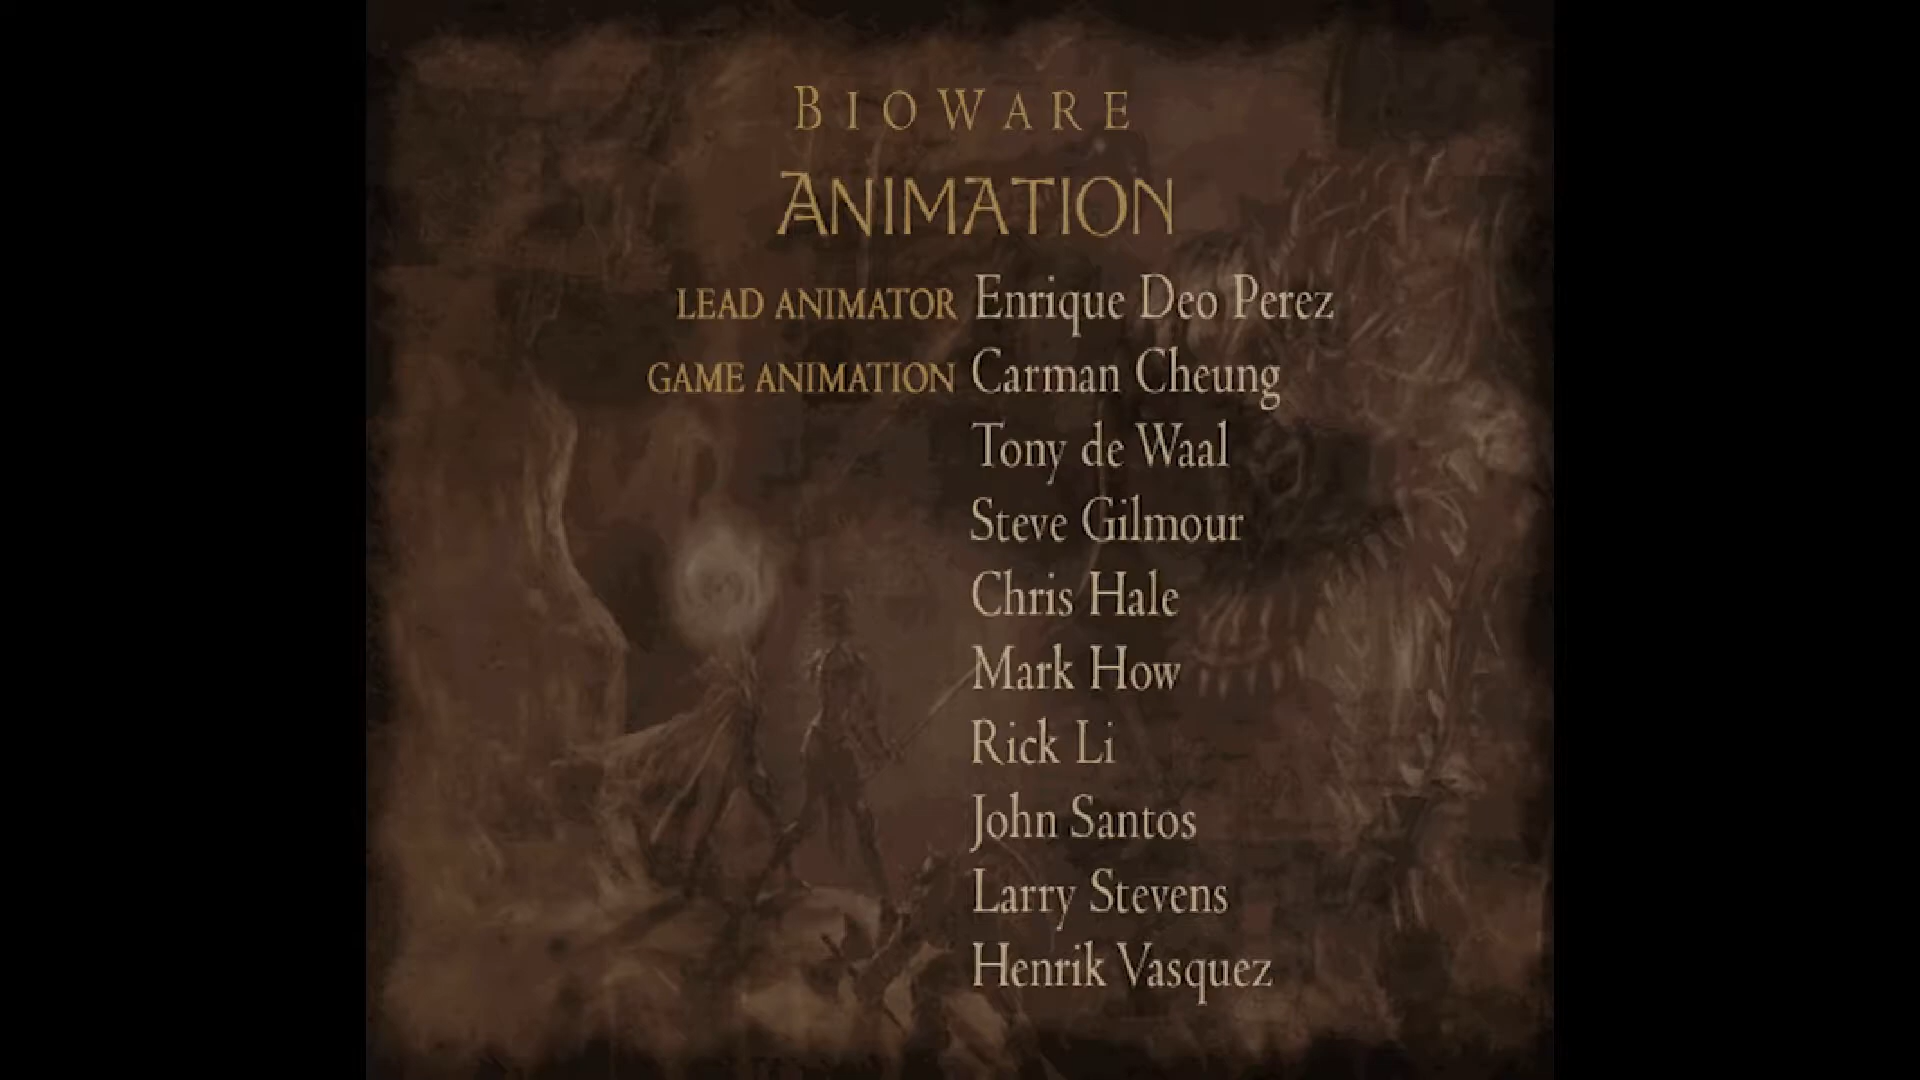 BIOWARE
ANIMATION
LEAD ANIMATOR Enrique Deo Perez
GAME ANIMATION Carman Cheung
Tony de Waal
Steve Gilmour
Chris Hale
Mark How
Rick Li
John Santos
Larry Stevens
Henrik Vasquez